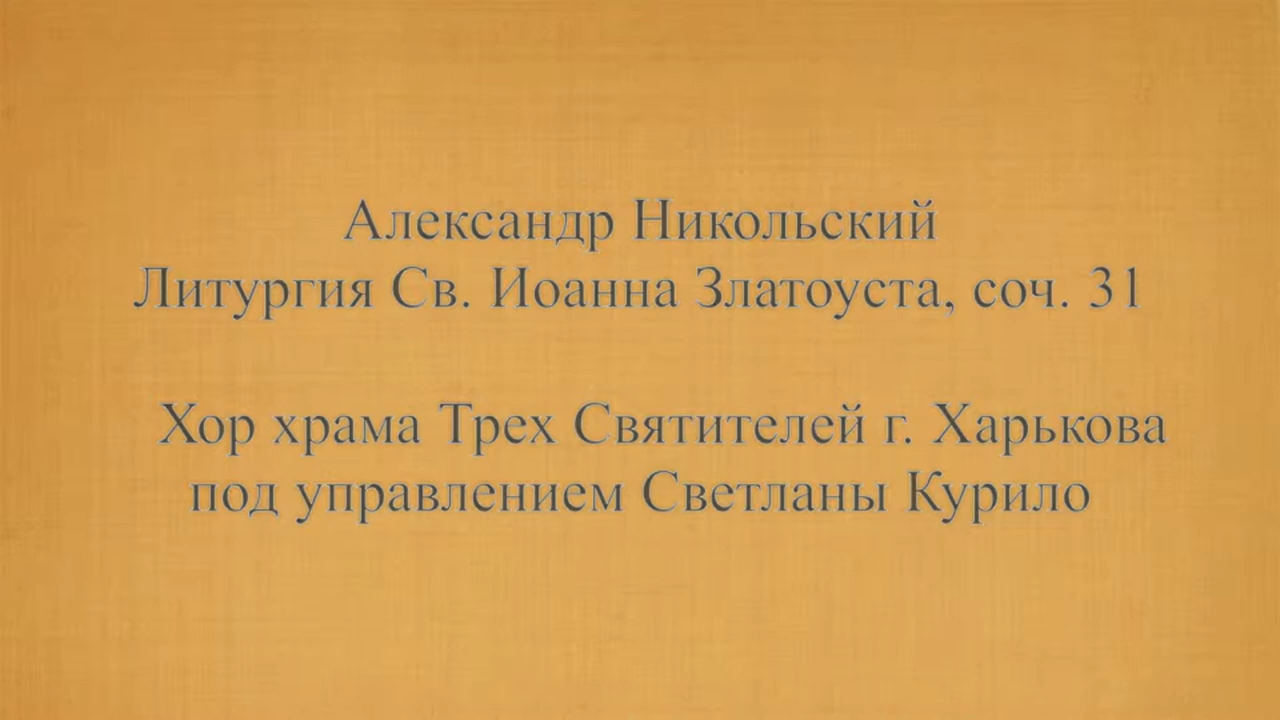 Александр Никольский
Литургия Св. Иоанна Златоуста, соч. 31
Хор храма Трех Святителей г. Харькова
под управлением Светланы Курило